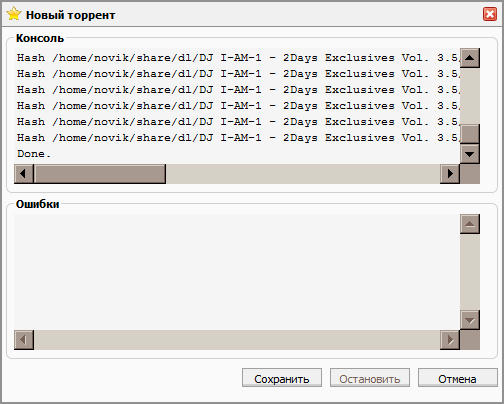 Новый торрент
Консоль
Hash /home/novik/share/dl/DJ I-AM-1 - 2Days Exclusives Vol. 3.5/
Hash /home/novik/share/dl/DJ I-AM-1 - 2Days Exclusives Vol. 3.5/
Hash /home/novik/share/dl/DJ I-AM-1 - 2Days Exclusives Vol. 3.5/
Hash /home/novik/share/dl/DJ I-AM-1 - 2Days Exclusives Vol. 3.5/
Hash /home/novik/share/dl/DJ I-AM-1 - 2Days Exclusives Vol. 3.5/
Hash /home/novik/share/dl/DJ I-AM-1 - 2Days Exclusives Vol. 3.5/
Done.
Ошибки
Сохранить Остановить Отмена